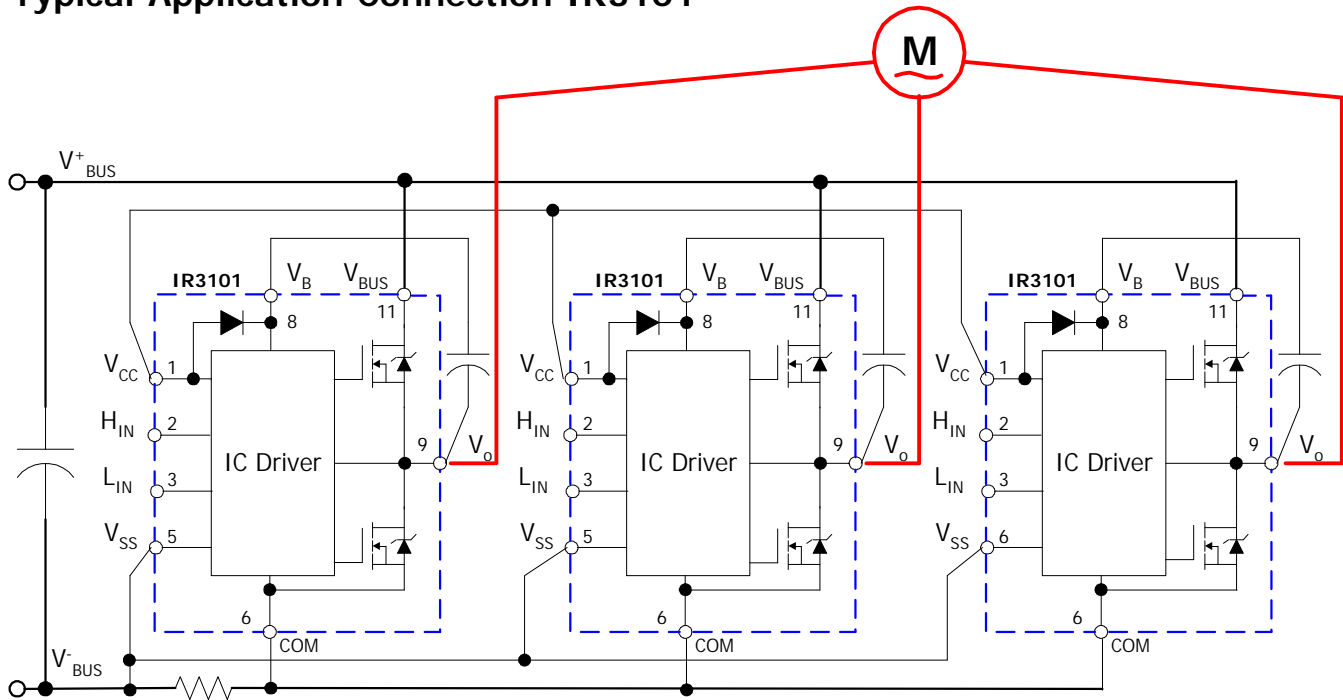 M
V+BUS
IR3101 VB VBUS
8 11
VCC 1
HIN 2
LIN 3
VSS 5
IC Driver
9 Vo
6
COM
IR3101 VB VBUS
8 11
VCC 1
HIN 2
LIN 3
VSS 5
IC Driver
9 Vo
6
COM
IR3101 VB VBUS
8 11
VCC 1
HIN 2
LIN 3
VSS 6
IC Driver
9 Vo
6
COM
V-BUS